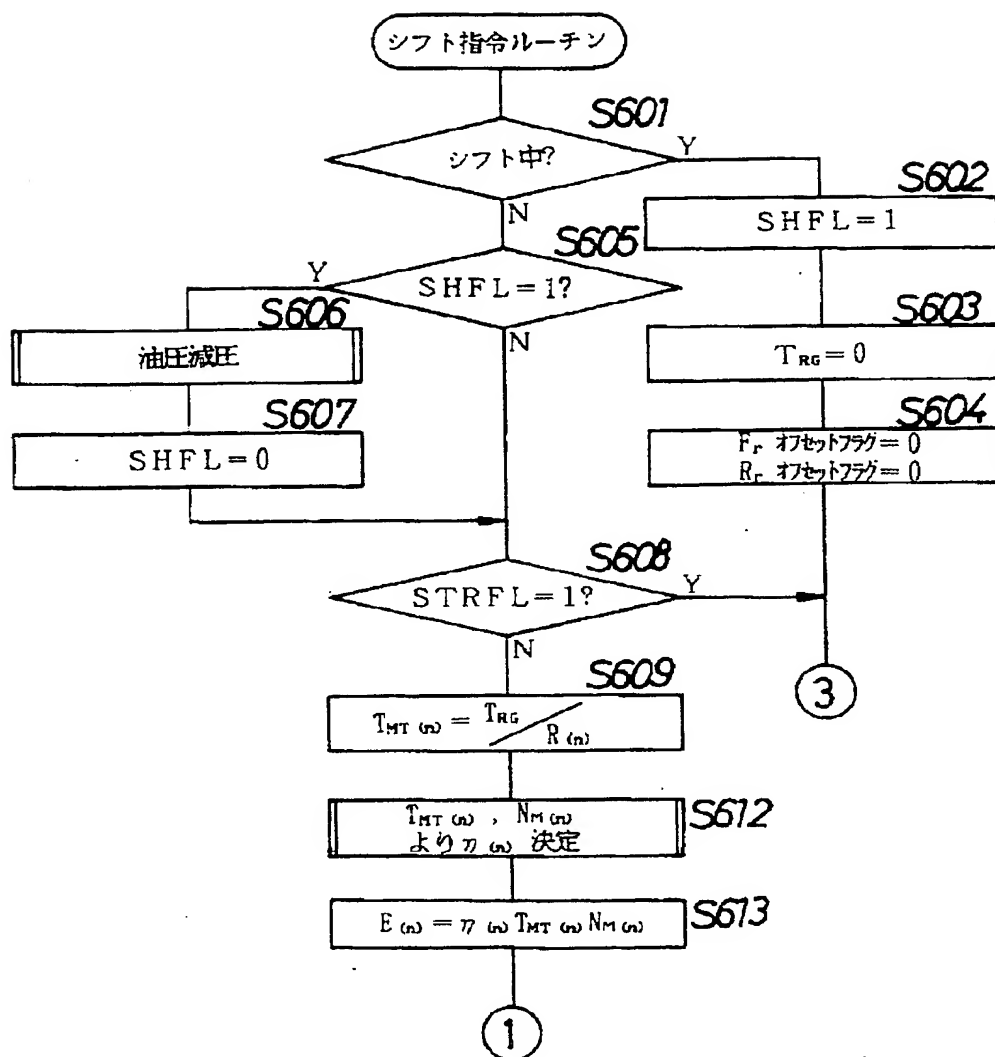 シフト指令ルーチン
S601
シフト中?
Y
N
S602
SHFL=1
S605
Y
SHFL=1?
N
S606
油圧減圧
S603
TRG=0
S607
SHFL=0
S604
Fr オフセットフラグ=0
Rr オフセットフラグ=0
S608
STRFL=1?
Y
N
3
S609
TMT(n)=TRG/R(n)
S612
TMT(n), NM(n)
よりη(n) 決定
S613
E(n)=η(n)TMT(n)NM(n)
1